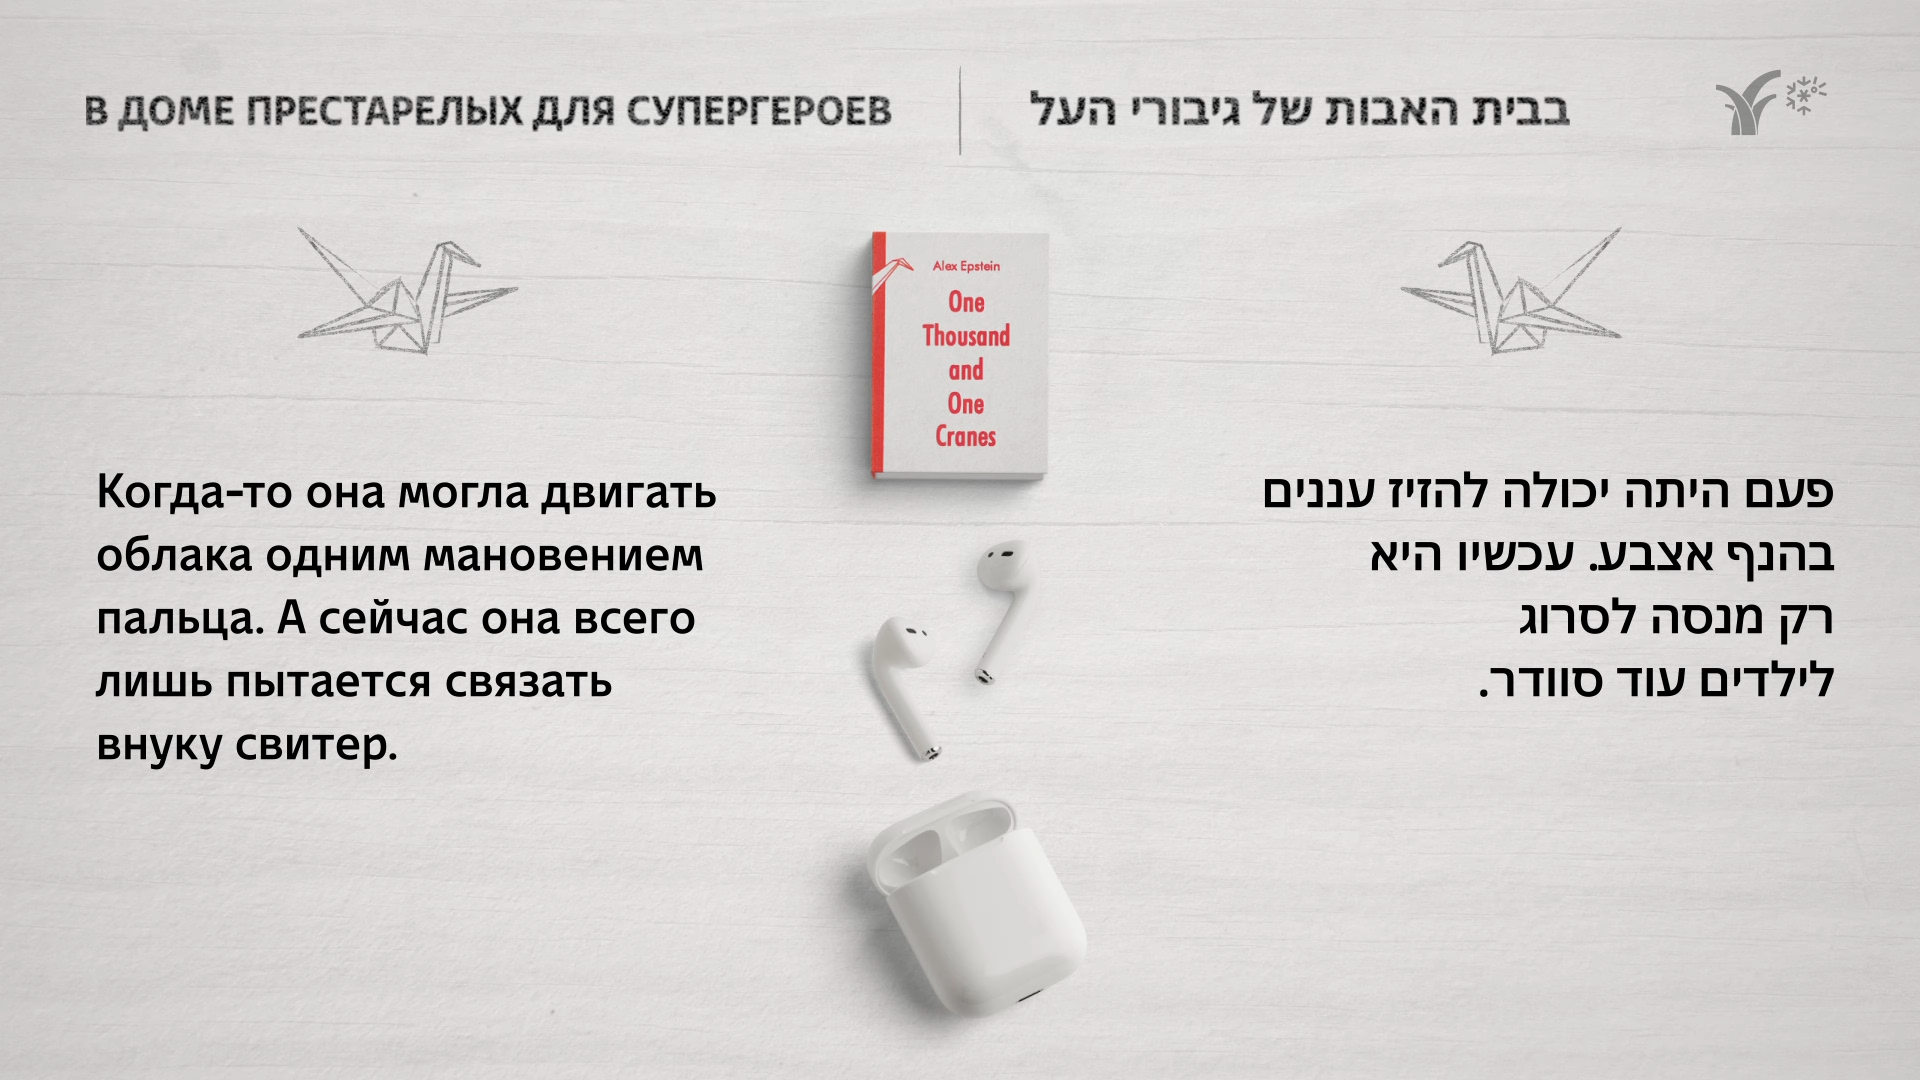 В ДОМЕ ПРЕСТАРЕЛЫХ ДЛЯ СУПЕРГЕРОЕВ
בבית האבות של גיבורי העל
Alex Epstein
One
Thousand
and
One
Cranes
Когда-то она могла двигать
облака одним мановением
пальца. А сейчас она всего
лишь пытается связать
внуку свитер.
פעם היתה יכולה להזיז עננים
בהנף אצבע. עכשיו היא
רק מנסה לסרוג
לילדים עוד סוודר.